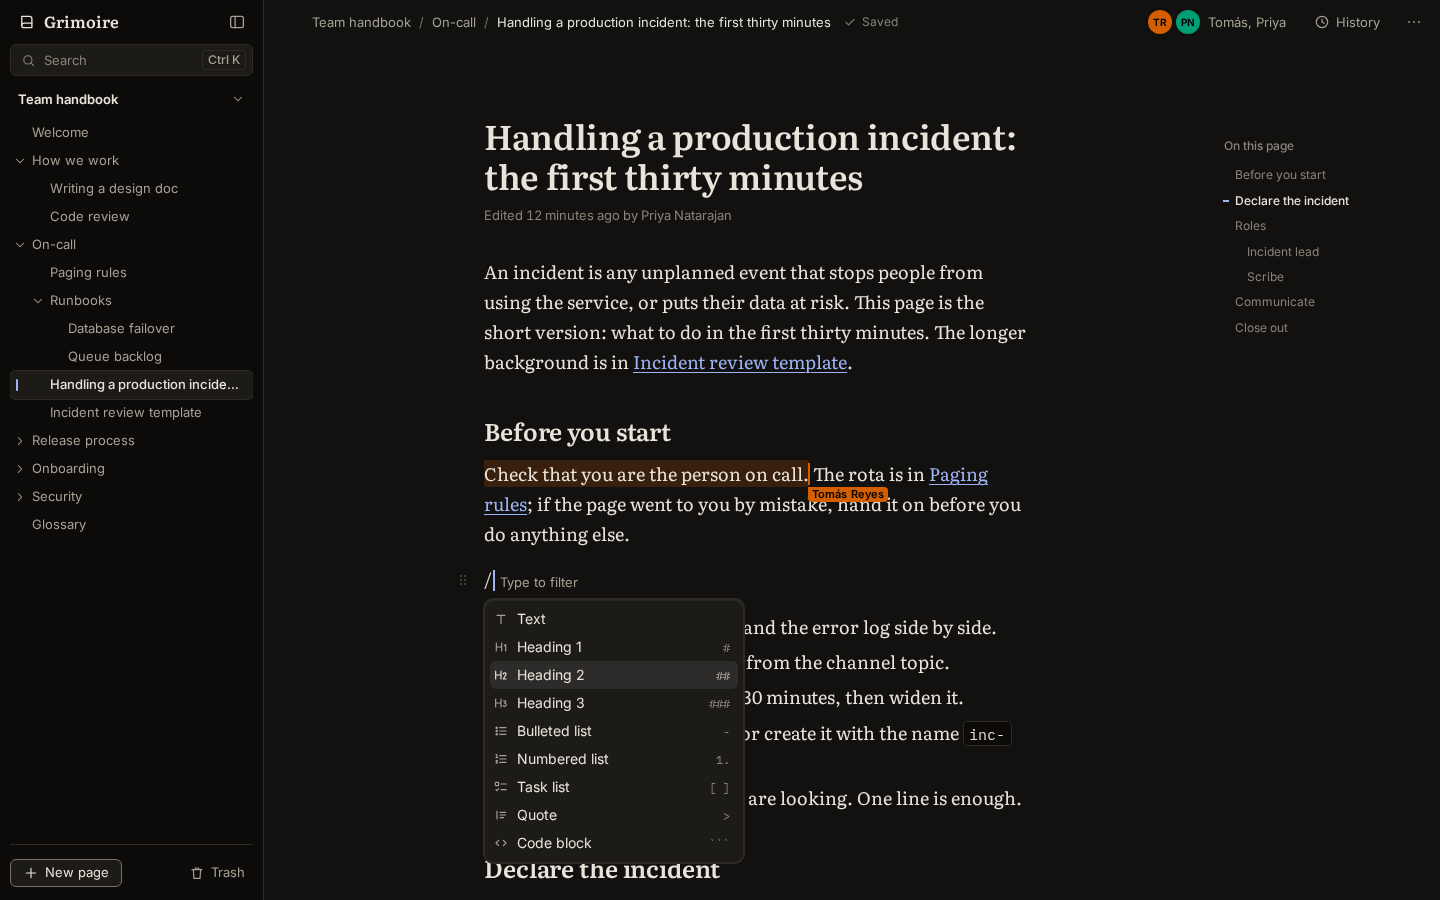 Grimoire
Search Ctrl K
Team handbook
Welcome
How we work
Writing a design doc
Code review
On-call
Paging rules
Runbooks
Database failover
Queue backlog
Handling a production incide...
Incident review template
Release process
Onboarding
Security
Glossary
New page
Trash
Team handbook / On-call / Handling a production incident: the first thirty minutes
Saved
TR PN Tomás, Priya
History
Handling a production incident:
the first thirty minutes
Edited 12 minutes ago by Priya Natarajan
An incident is any unplanned event that stops people from
using the service, or puts their data at risk. This page is the
short version: what to do in the first thirty minutes. The longer
background is in Incident review template.
Before you start
Check that you are the person on call. The rota is in Paging
Tomás Reyes
rules; if the page went to you by mistake, hand it on before you
do anything else.
/ Type to filter
Text
Heading 1 #
Heading 2 ##
Heading 3 ###
Bulleted list -
Numbered list 1.
Task list [ ]
Quote >
Code block ```
and the error log side by side.
from the channel topic.
30 minutes, then widen it.
or create it with the name inc-
are looking. One line is enough.
Declare the incident
On this page
Before you start
Declare the incident
Roles
Incident lead
Scribe
Communicate
Close out